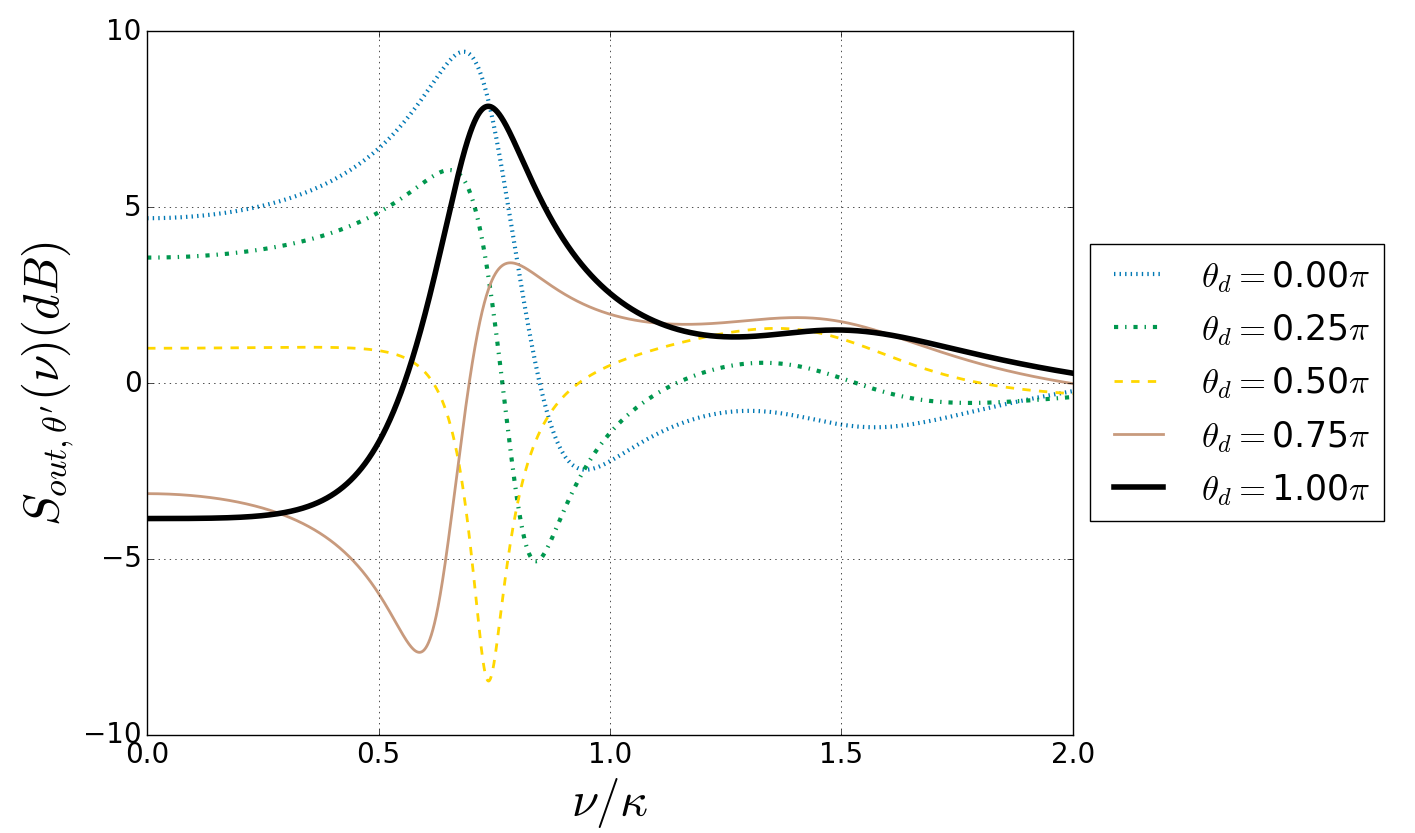 10
5
0
−5
−10
0.0
0.5
1.0
1.5
2.0
S_{out, θ'}(ν)(dB)
ν/κ
θ_d = 0.00π
θ_d = 0.25π
θ_d = 0.50π
θ_d = 0.75π
θ_d = 1.00π